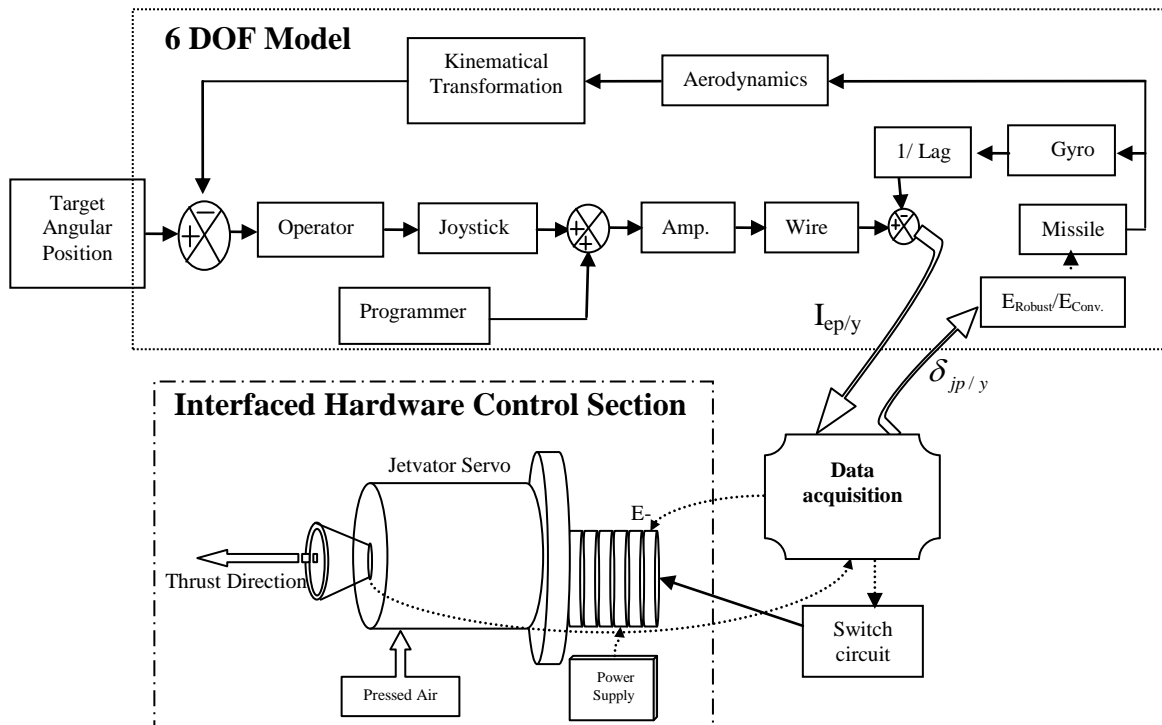 6 DOF Model
Kinematical
Transformation
Aerodynamics
1/ Lag
Gyro
Target
Angular
Position
−
+
Operator
Joystick
+
+
Amp.
Wire
+
-
Missile
Programmer
E_Robust/E_Conv.
I_ep/y
δ_jp / y
Interfaced Hardware Control Section
Jetvator Servo
E-
Data
acquisition
Thrust Direction
Switch
circuit
Pressed Air
Power
Supply